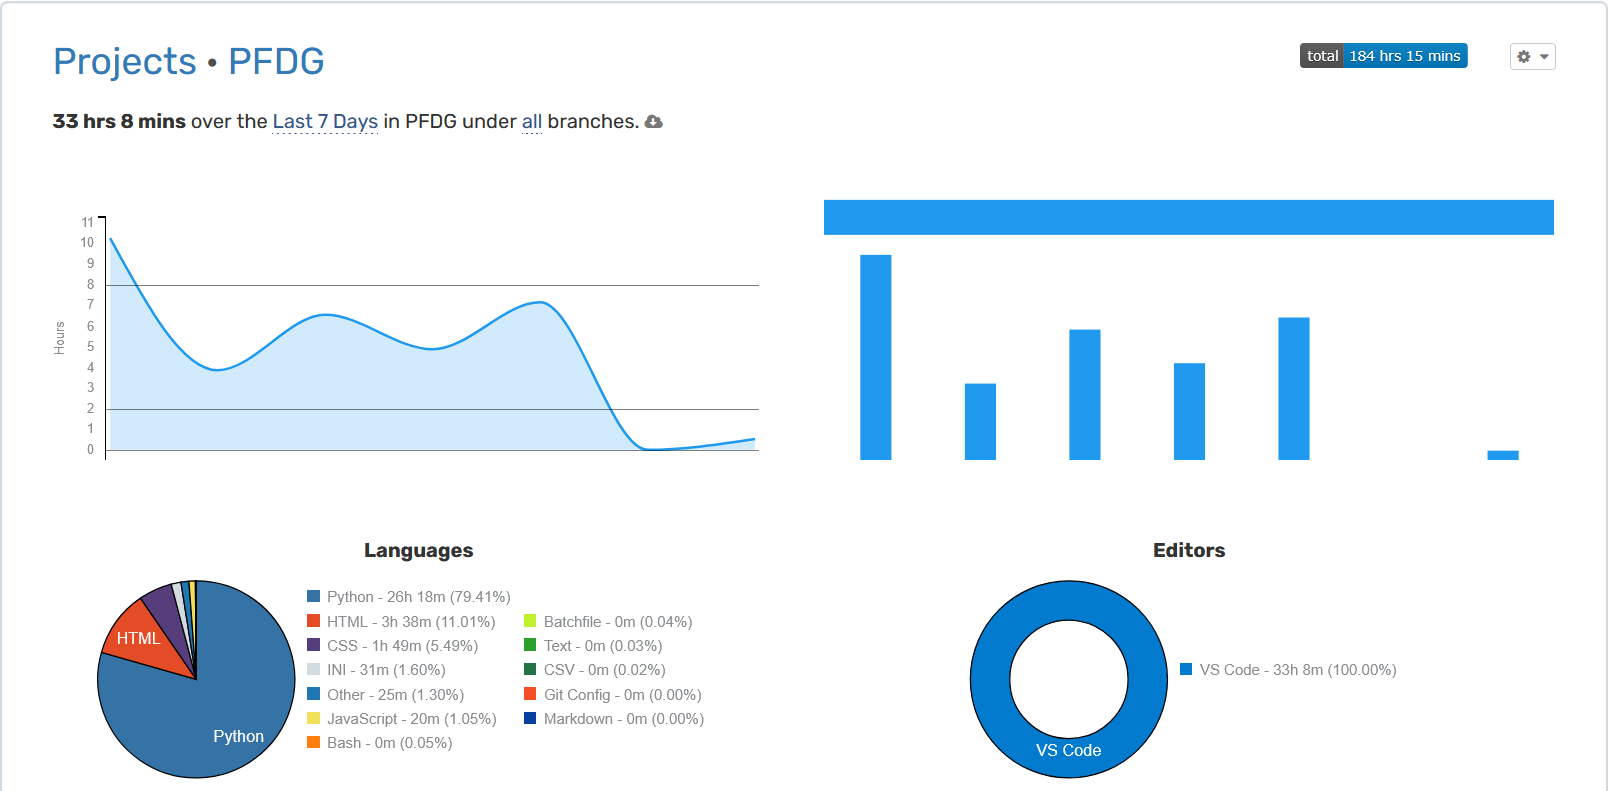 Projects • PFDG
total 184 hrs 15 mins
33 hrs 8 mins over the Last 7 Days in PFDG under all branches.
Hours
11
10
9
8
7
6
5
4
3
2
1
0
Languages
HTML
Python
Python - 26h 18m (79.41%)
HTML - 3h 38m (11.01%)
CSS - 1h 49m (5.49%)
INI - 31m (1.60%)
Other - 25m (1.30%)
JavaScript - 20m (1.05%)
Bash - 0m (0.05%)
Batchfile - 0m (0.04%)
Text - 0m (0.03%)
CSV - 0m (0.02%)
Git Config - 0m (0.00%)
Markdown - 0m (0.00%)
Editors
VS Code
VS Code - 33h 8m (100.00%)